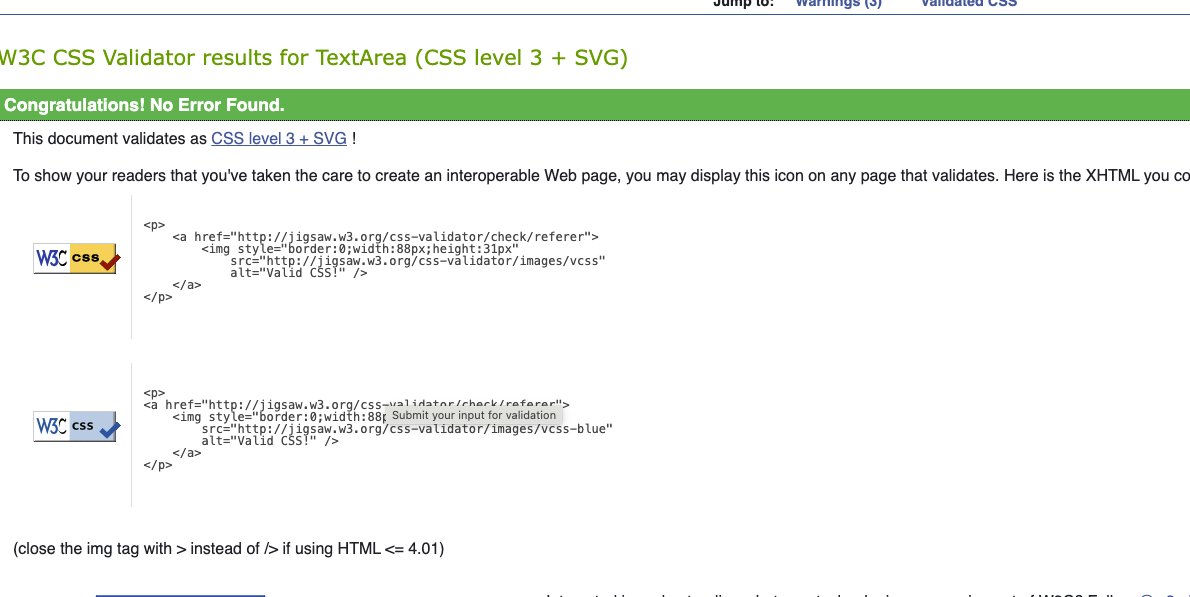 Jump to: Warnings (3) Validated CSS
W3C CSS Validator results for TextArea (CSS level 3 + SVG)
Congratulations! No Error Found.
This document validates as CSS level 3 + SVG !
To show your readers that you've taken the care to create an interoperable Web page, you may display this icon on any page that validates. Here is the XHTML you co
<p>
<a href="http://jigsaw.w3.org/css-validator/check/referer">
<img style="border:0;width:88px;height:31px"
W3C css
src="http://jigsaw.w3.org/css-validator/images/vcss"
alt="Valid CSS!" />
</a>
</p>
<p>
<a href="http://jigsaw.w3.org/css-validator/check/referer">
<img style="border:0;width:88p
Submit your input for validation
W3C css
src="http://jigsaw.w3.org/css-validator/images/vcss-blue"
alt="Valid CSS!" />
</a>
</p>
(close the img tag with > instead of /> if using HTML <= 4.01)